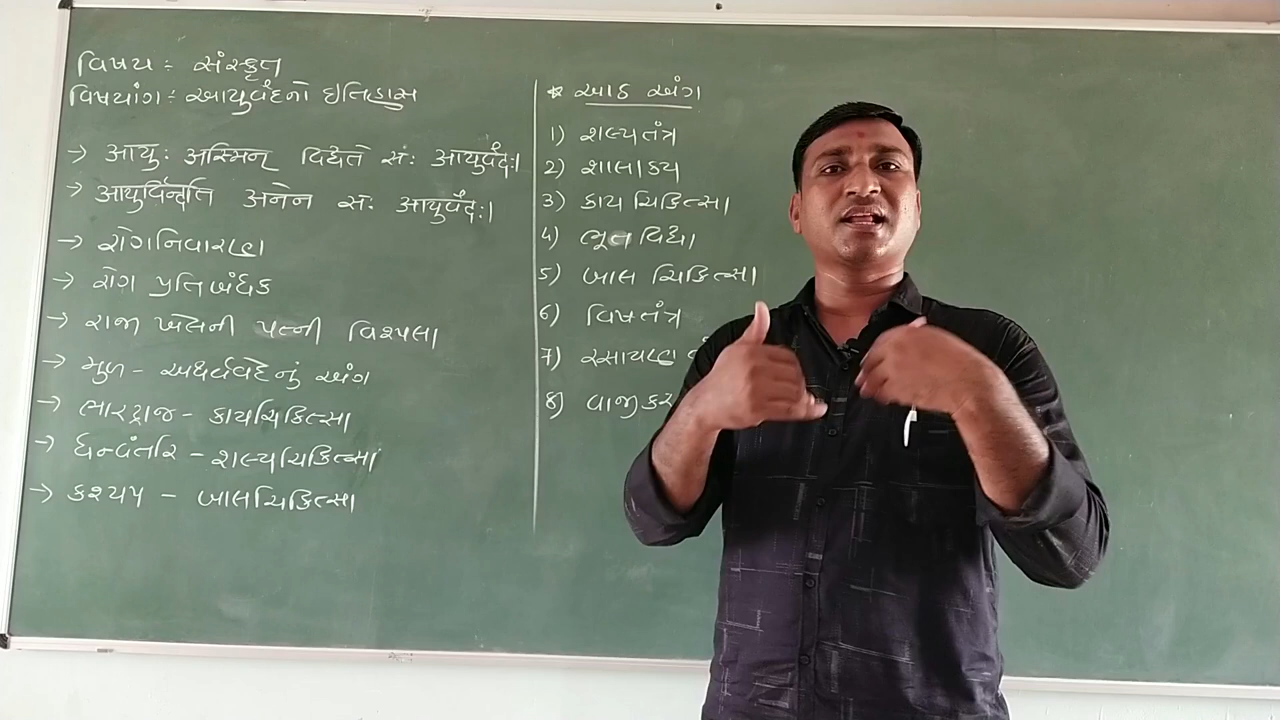 વિષય : સંસ્કૃત
વિષયાંગ : આયુર્વેદનો ઇતિહાસ
→ आयुः अस्मिन् विद्यते सः आयुर्वेदः।
→ आयुर्विन्दति अनेन सः आयुर्वेदः।
→ રોગનિવારણ
→ રોગ પ્રતિબંધક
→ રાજા ખેલની પત્ની વિશ્પલા
→ મુળ - અથર્વવેદનું અંગ
→ ભારદ્વાજ - કાયચિકિત્સા
→ ધન્વંતરિ - શલ્યચિકિત્સા
→ કશ્યપ - બાલચિકિત્સા
* આઠ અંગ
1) શલ્યતંત્ર
2) શાલાક્ય
3) કાય ચિકિત્સા
4) ભૂત વિદ્યા
5) બાલ ચિકિત્સા
6) વિષતંત્ર
7) રસાયણ
8) વાજીકર